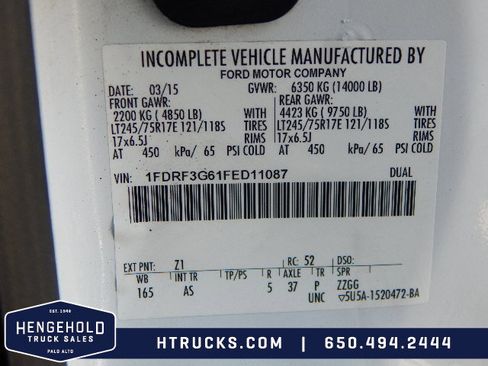 INCOMPLETE VEHICLE MANUFACTURED BY
FORD MOTOR COMPANY
DATE: 03/15 GVWR: 6350 KG (14000 LB)
FRONT GAWR: REAR GAWR:
2200 KG ( 4850 LB) WITH 4423 KG ( 9750 LB) WITH
LT245/75R17E 121/118S TIRES LT245/75R17E 121/118S TIRES
17x6.5J RIMS 17x6.5J RIMS
AT 450 kPa/ 65 PSI COLD AT 450 kPa/ 65 PSI COLD
VIN: 1FDRF3G61FED11087 DUAL
EXT PNT: Z1 RC: 52 DSO:
WB INT TR TP/PS R AXLE TR SPR
165 AS 5 37 P ZZGG
UNC ▽5U5A-1520472-BA
EST. 1948
HENGEHOLD
TRUCK SALES
PALO ALTO
HTRUCKS.COM — 650.494.2444